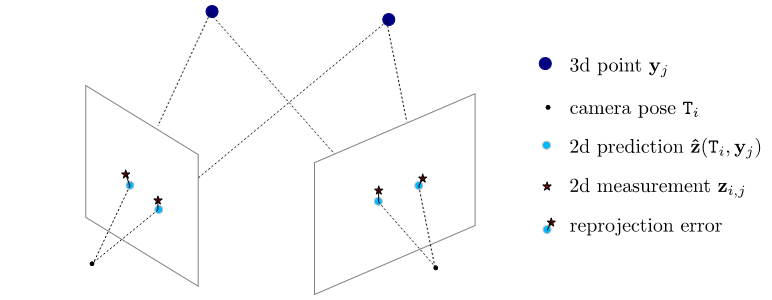 3d point y_j
camera pose T_i
2d prediction ẑ(T_i, y_j)
2d measurement z_{i,j}
reprojection error